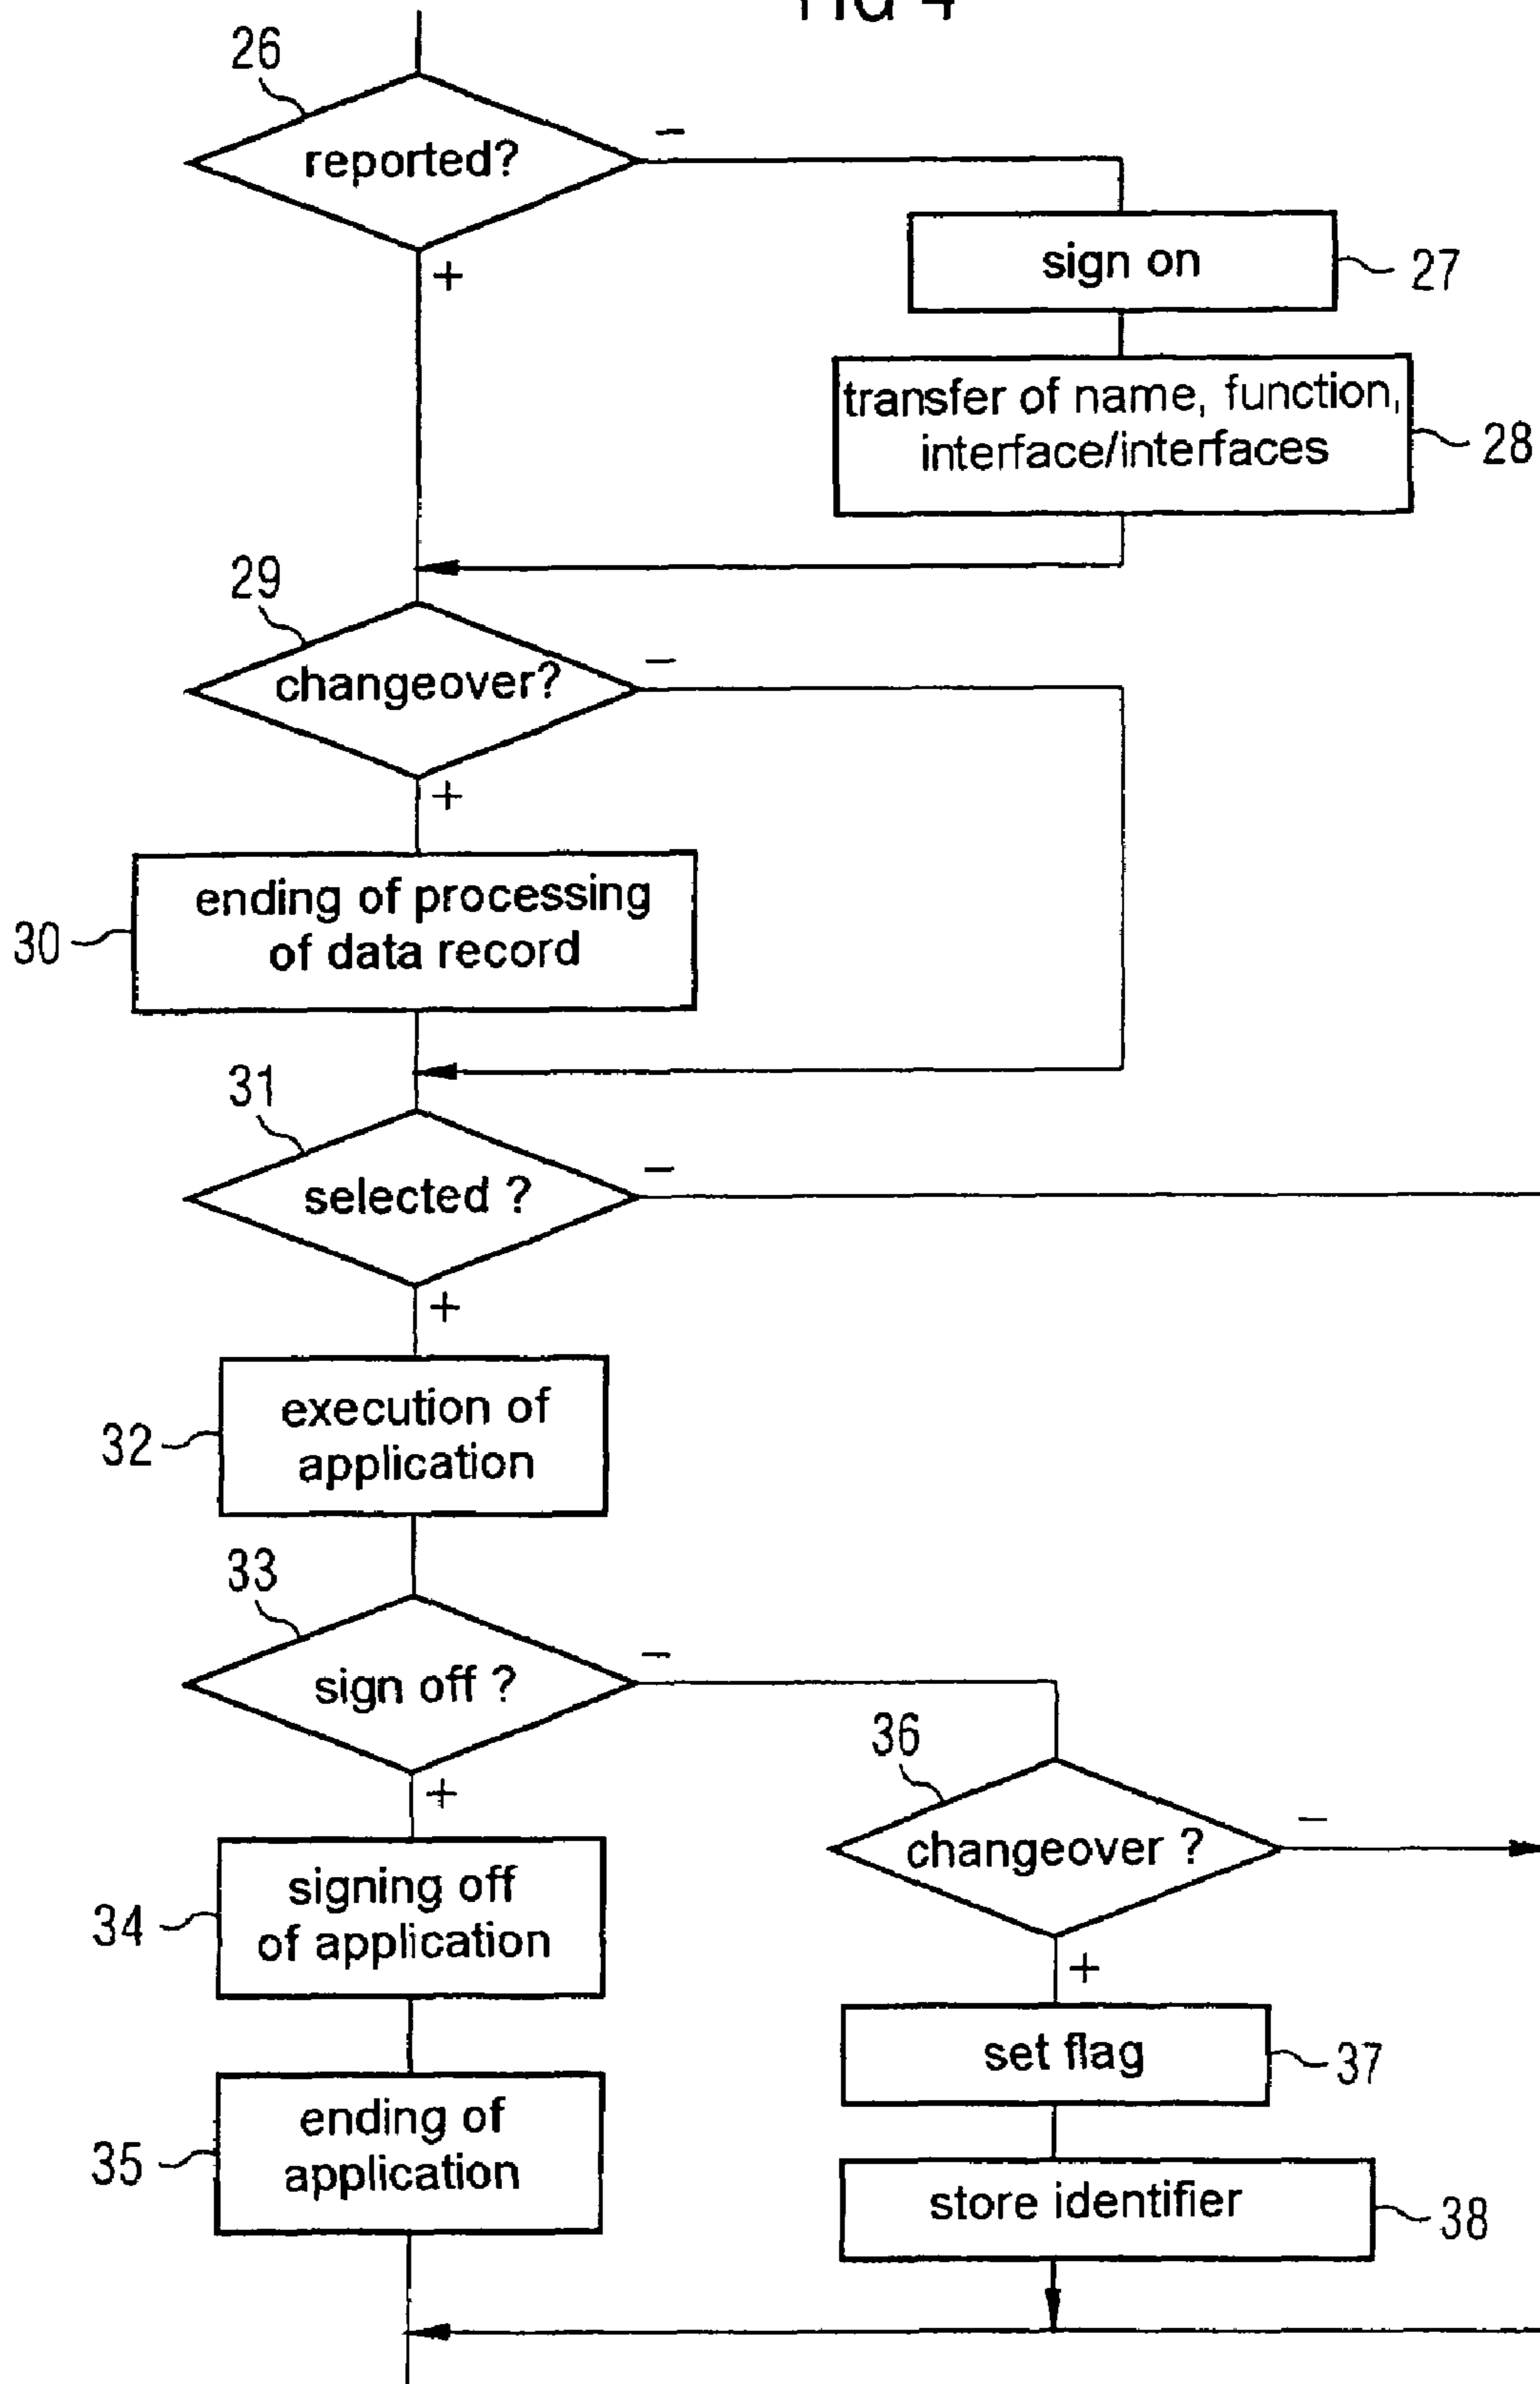 FIG 4
26
reported?
−
+
sign on
27
transfer of name, function,
interface/interfaces
28
29
changeover?
−
+
ending of processing
of data record
30
31
selected ?
−
+
execution of
application
32
33
sign off ?
−
+
36
changeover ?
−
+
signing off
of application
34
set flag
37
ending of
application
35
store identifier
38